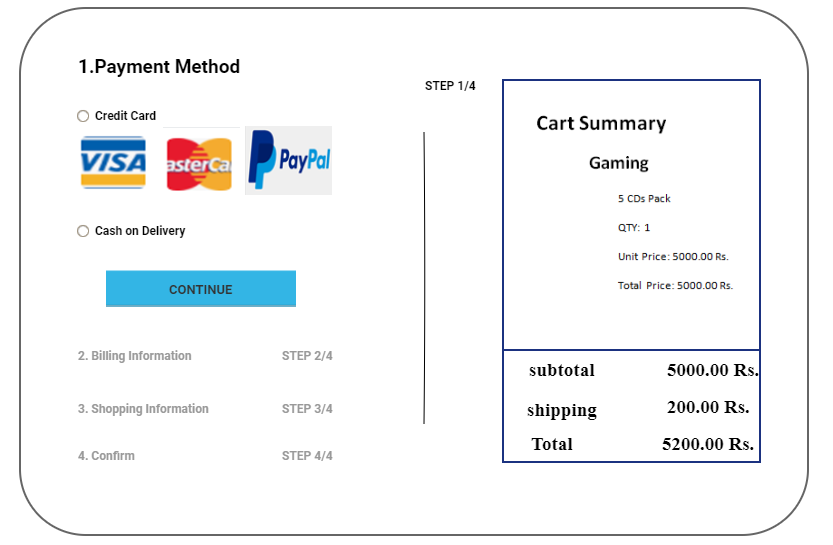 1.Payment Method
STEP 1/4
Credit Card
VISA
asterCa
PayPal
Cash on Delivery
CONTINUE
2. Billing Information STEP 2/4
3. Shopping Information STEP 3/4
4. Confirm STEP 4/4
Cart Summary
Gaming
5 CDs Pack
QTY: 1
Unit Price: 5000.00 Rs.
Total Price: 5000.00 Rs.
subtotal 5000.00 Rs.
shipping 200.00 Rs.
Total 5200.00 Rs.